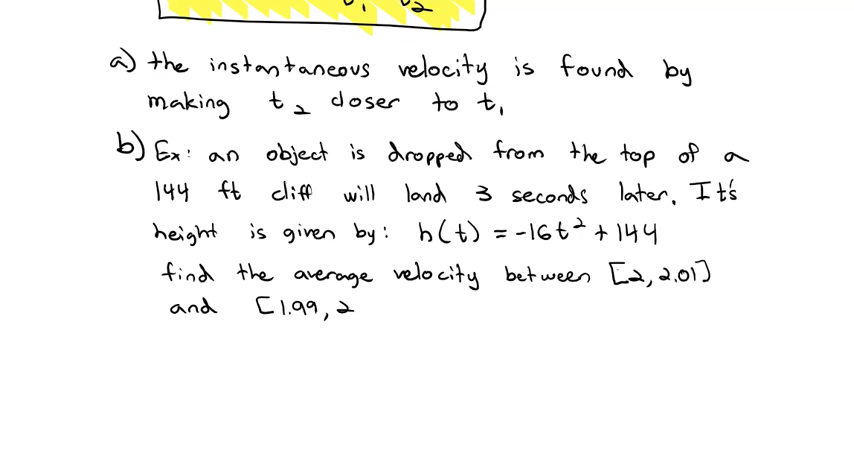 a) the instantaneous velocity is found by
making t₂ closer to t₁
b) Ex: an object is dropped from the top of a
144 ft cliff will land 3 seconds later. It's
height is given by: h(t) = -16t² + 144
find the average velocity between [2, 2.01]
and [1.99, 2